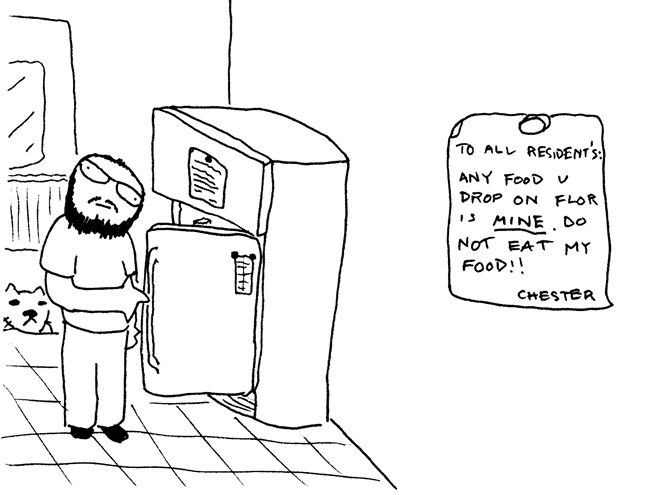 TO ALL RESIDENT'S:
ANY FOOD U
DROP ON FLOR
IS MINE. DO
NOT EAT MY
FOOD!!
CHESTER